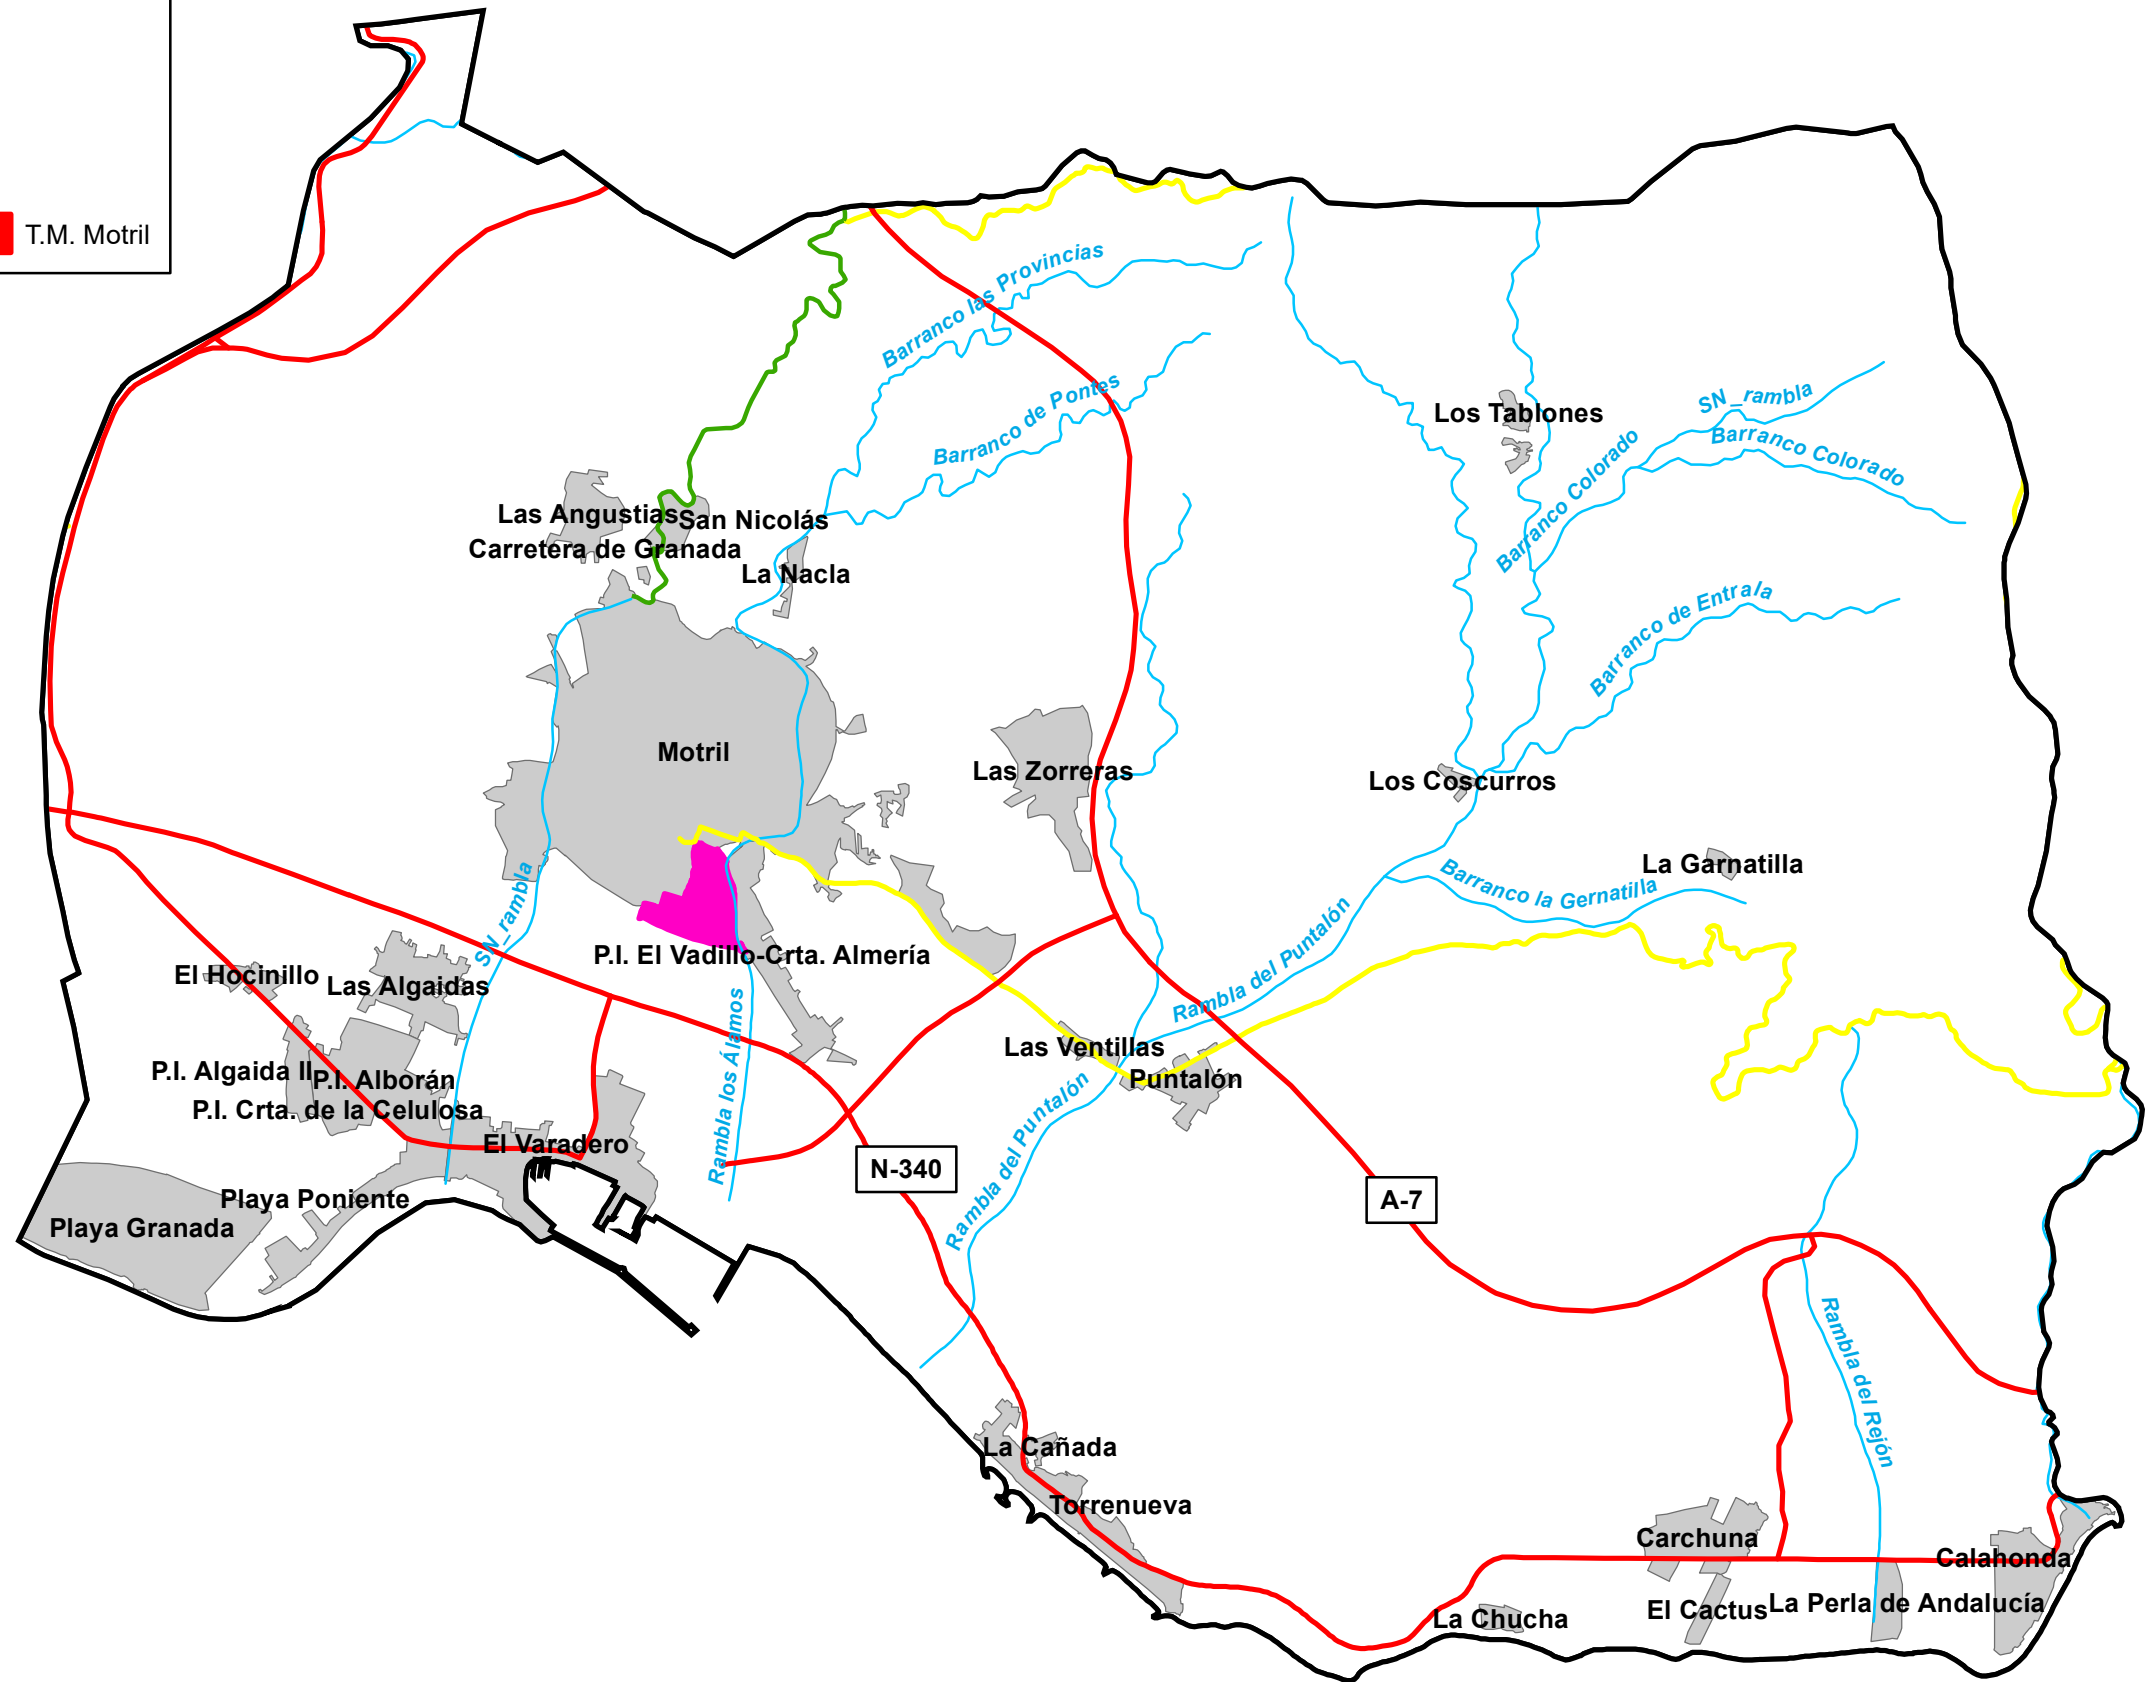 T.M. Motril
Barranco las Provincias
Barranco de Pontes
SN_rambla
Los Tablones
Barranco Colorado
Barranco Colorado
Las Angustias
San Nicolás
Carretera de Granada
La Nacla
Barranco de Entrala
Motril
Las Zorreras
Los Coscurros
La Garnatilla
Barranco la Gernatilla
SN_rambla
P.I. El Vadillo-Crta. Almería
El Hocinillo
Las Algaidas
Rambla del Puntalón
Las Ventillas
P.I. Algaida II
P.I. Alborán
Puntalón
P.I. Crta. de la Celulosa
Rambla los Álamos
El Varadero
N-340
Rambla del Puntalón
A-7
Playa Poniente
Playa Granada
Rambla del Rejón
La Cañada
Torrenueva
Carchuna
Calahonda
La Chucha
El Cactus
La Perla de Andalucía